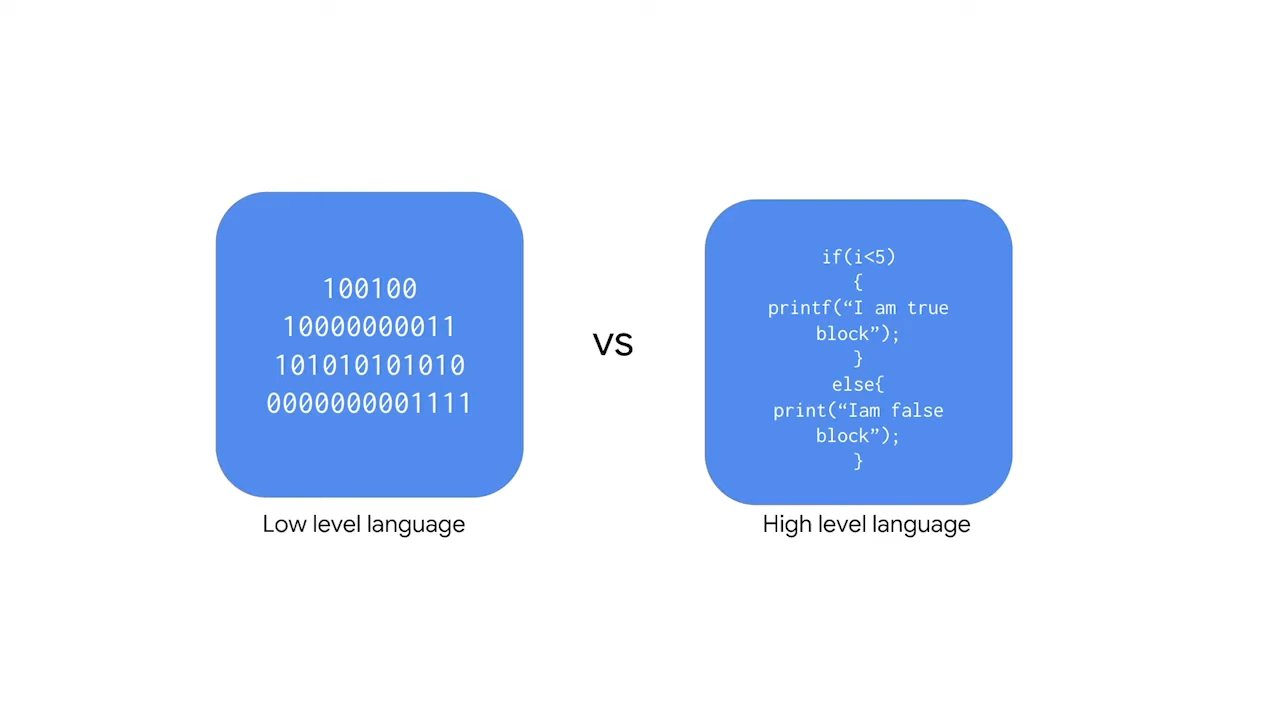 100100
10000000011
101010101010
0000000001111
Low level language
vs
if(i<5)
{
printf(“I am true
block”);
}
else{
print(“Iam false
block”);
}
High level language